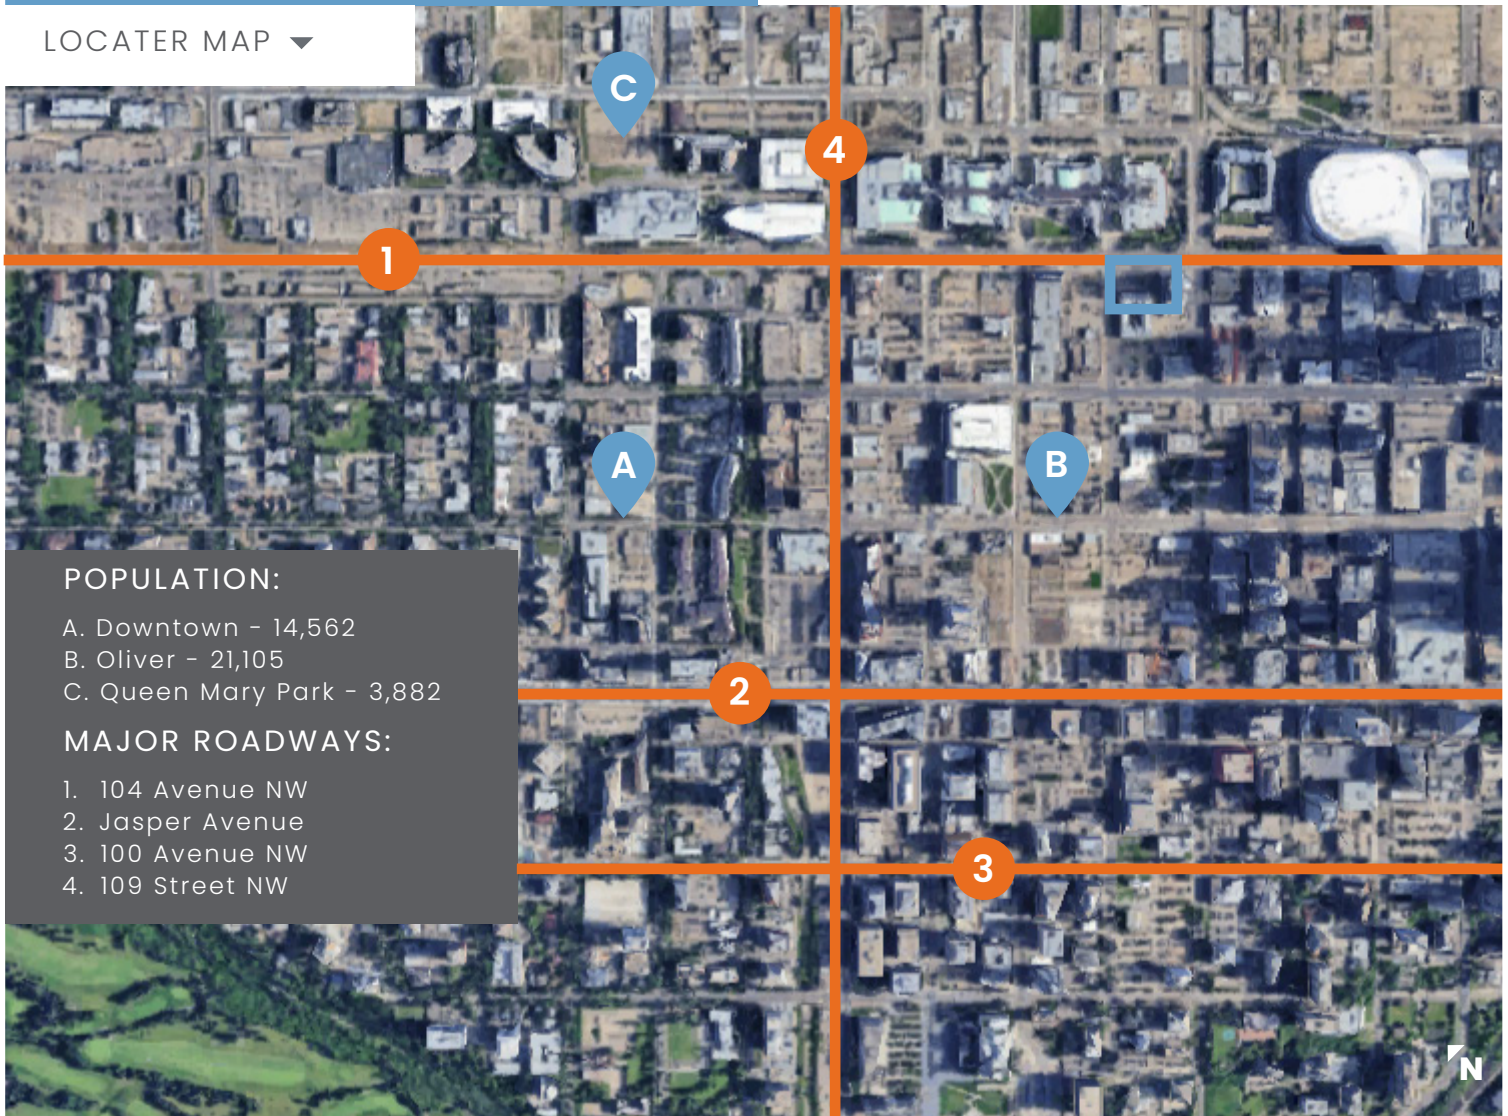 LOCATER MAP
C
4
1
A
B
POPULATION:
A. Downtown - 14,562
B. Oliver - 21,105
C. Queen Mary Park - 3,882
2
MAJOR ROADWAYS:
1. 104 Avenue NW
2. Jasper Avenue
3. 100 Avenue NW
4. 109 Street NW
3
N